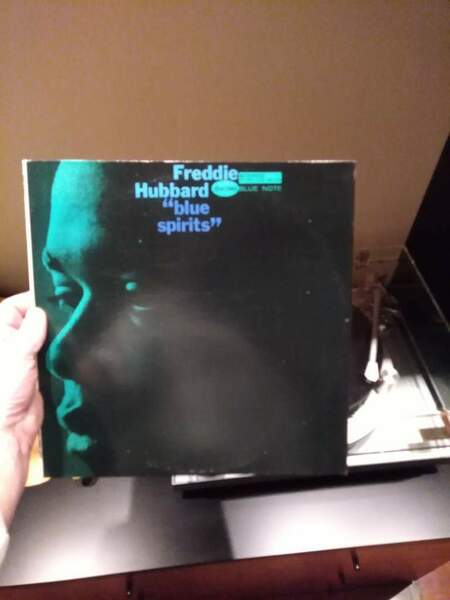 Freddie
Hubbard
BLUE NOTE
“blue
spirits”